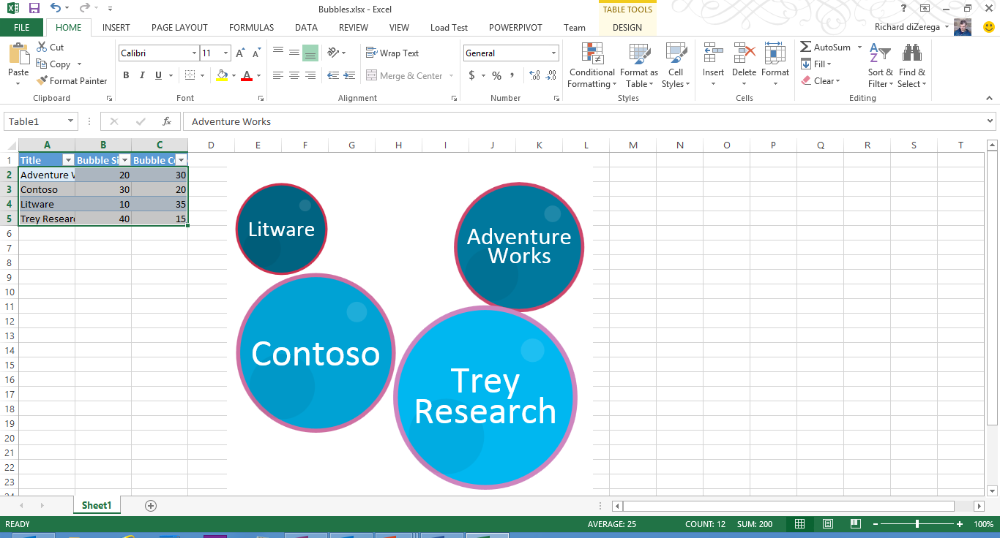 Bubbles.xlsx - Excel
TABLE TOOLS
?
FILE HOME INSERT PAGE LAYOUT FORMULAS DATA REVIEW VIEW Load Test POWERPIVOT Team DESIGN
Richard diZerega
Paste
Cut
Copy
Format Painter
Clipboard
Calibri 11
B I U
Font
Wrap Text
Merge & Center
Alignment
General
$ % ,
Number
Conditional Formatting
Format as Table
Cell Styles
Styles
Insert Delete Format
Cells
AutoSum
Fill
Clear
Sort & Filter
Find & Select
Editing
Table1 fx Adventure Works
A B C D E F G H I J K L M N O P Q R S T
1 Title Bubble Si Bubble C
2 Adventure W 20 30
3 Contoso 30 20
4 Litware 10 35
5 Trey Researc 40 15
6
7
8
9
10
11
12
13
14
15
16
17
18
19
20
21
22
23
Litware
Adventure
Works
Contoso
Trey
Research
Sheet1
READY AVERAGE: 25 COUNT: 12 SUM: 200 100%